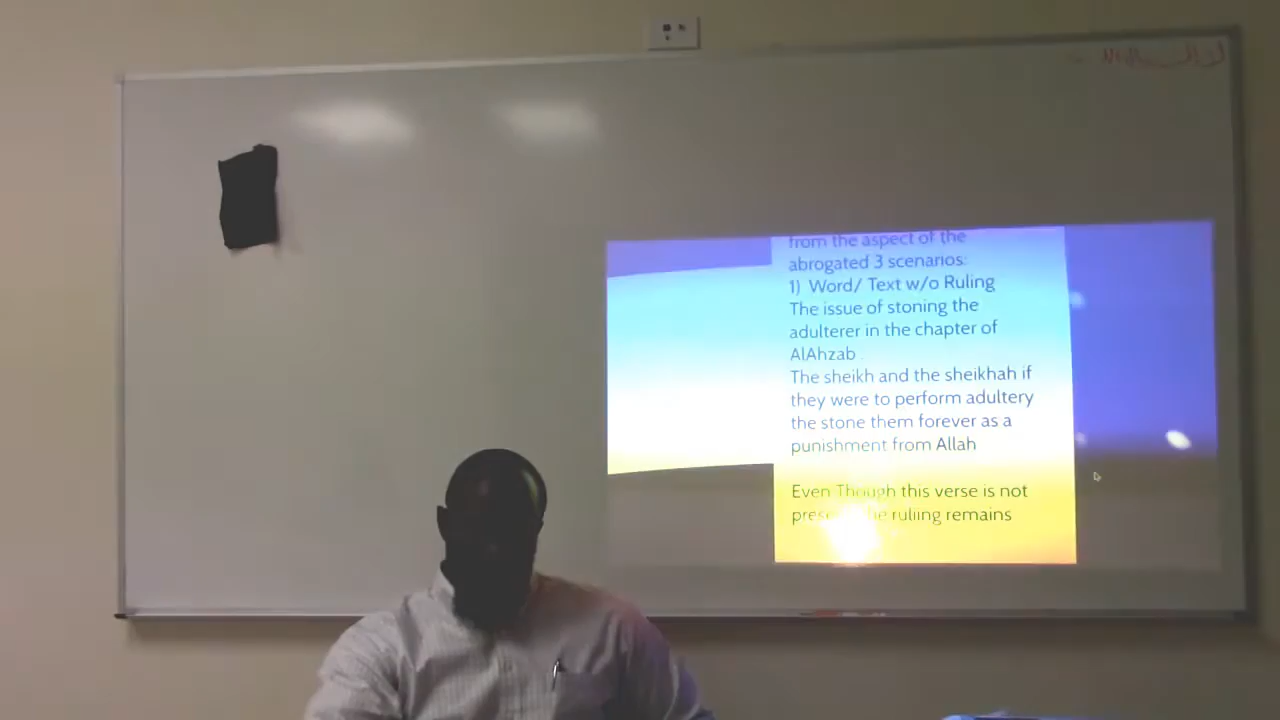 from the aspect of the
abrogated 3 scenarios:
1) Word/ Text w/o Ruling
The issue of stoning the
adulterer in the chapter of
AlAhzab
The sheikh and the sheikhah if
they were to perform adultery
the stone them forever as a
punishment from Allah
Even Though this verse is not
ruliing remains